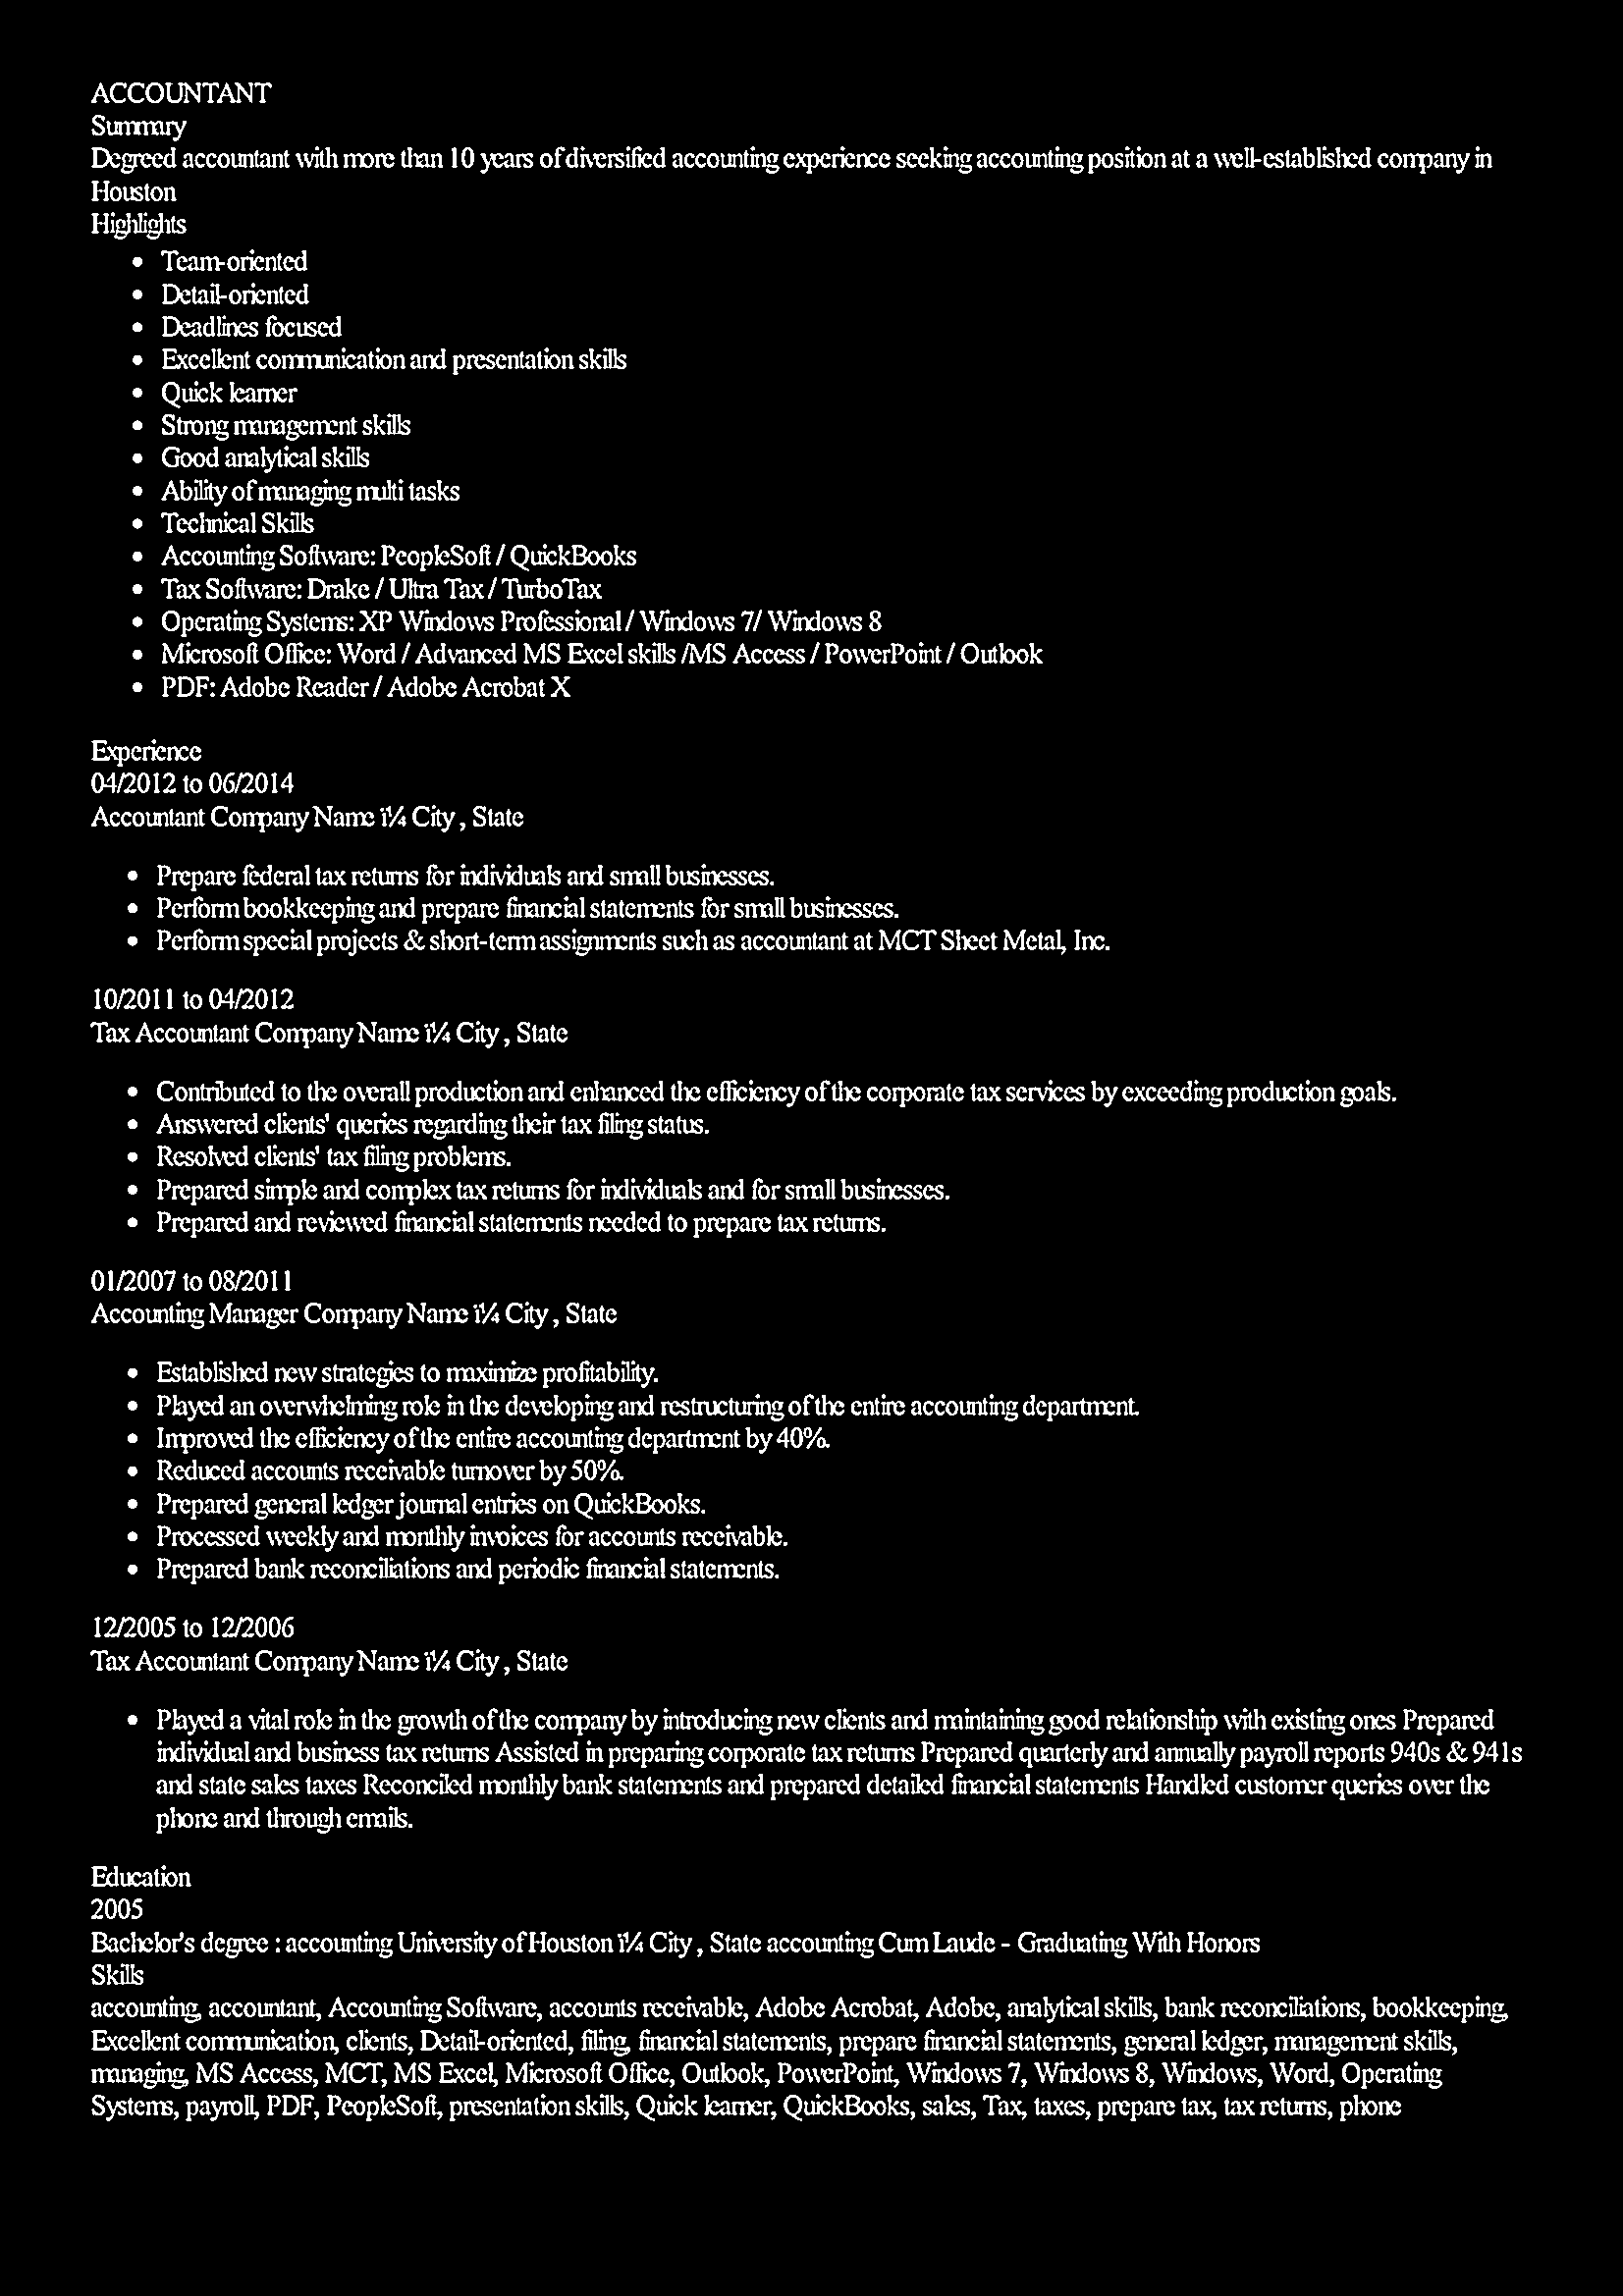 ACCOUNTANT
Summary
Degreed accountant with more than 10 years of diversified accounting experience seeking accounting position at a well-established company in
Houston
Highlights
• Team-oriented
• Detail-oriented
• Deadlines focused
• Excellent communication and presentation skills
• Quick learner
• Strong management skills
• Good analytical skills
• Ability of managing multi tasks
• Technical Skills
• Accounting Software: PeopleSoft / QuickBooks
• Tax Software: Drake / Ultra Tax / TurboTax
• Operating Systems: XP Windows Professional / Windows 7/ Windows 8
• Microsoft Office: Word / Advanced MS Excel skills /MS Access / PowerPoint / Outlook
• PDF: Adobe Reader / Adobe Acrobat X
Experience
04/2012 to 06/2014
Accountant Company Name ï¼ City , State
• Prepare federal tax returns for individuals and small businesses.
• Perform bookkeeping and prepare financial statements for small businesses.
• Perform special projects & short-term assignments such as accountant at MCT Sheet Metal, Inc.
10/2011 to 04/2012
Tax Accountant Company Name ï¼ City , State
• Contributed to the overall production and enhanced the efficiency of the corporate tax services by exceeding production goals.
• Answered clients' queries regarding their tax filing status.
• Resolved clients' tax filing problems.
• Prepared simple and complex tax returns for individuals and for small businesses.
• Prepared and reviewed financial statements needed to prepare tax returns.
01/2007 to 08/2011
Accounting Manager Company Name ï¼ City , State
• Established new strategies to maximize profitability.
• Played an overwhelming role in the developing and restructuring of the entire accounting department.
• Improved the efficiency of the entire accounting department by 40%.
• Reduced accounts receivable turnover by 50%.
• Prepared general ledger journal entries on QuickBooks.
• Processed weekly and monthly invoices for accounts receivable.
• Prepared bank reconciliations and periodic financial statements.
12/2005 to 12/2006
Tax Accountant Company Name ï¼ City , State
• Played a vital role in the growth of the company by introducing new clients and maintaining good relationship with existing ones Prepared
individual and business tax returns Assisted in preparing corporate tax returns Prepared quarterly and annually payroll reports 940s & 941s
and state sales taxes Reconciled monthly bank statements and prepared detailed financial statements Handled customer queries over the
phone and through emails.
Education
2005
Bachelor's degree : accounting University of Houston ï¼ City , State accounting Cum Laude - Graduating With Honors
Skills
accounting, accountant, Accounting Software, accounts receivable, Adobe Acrobat, Adobe, analytical skills, bank reconciliations, bookkeeping,
Excellent communication, clients, Detail-oriented, filing, financial statements, prepare financial statements, general ledger, management skills,
managing, MS Access, MCT, MS Excel, Microsoft Office, Outlook, PowerPoint, Windows 7, Windows 8, Windows, Word, Operating
Systems, payroll, PDF, PeopleSoft, presentation skills, Quick learner, QuickBooks, sales, Tax, taxes, prepare tax, tax returns, phone